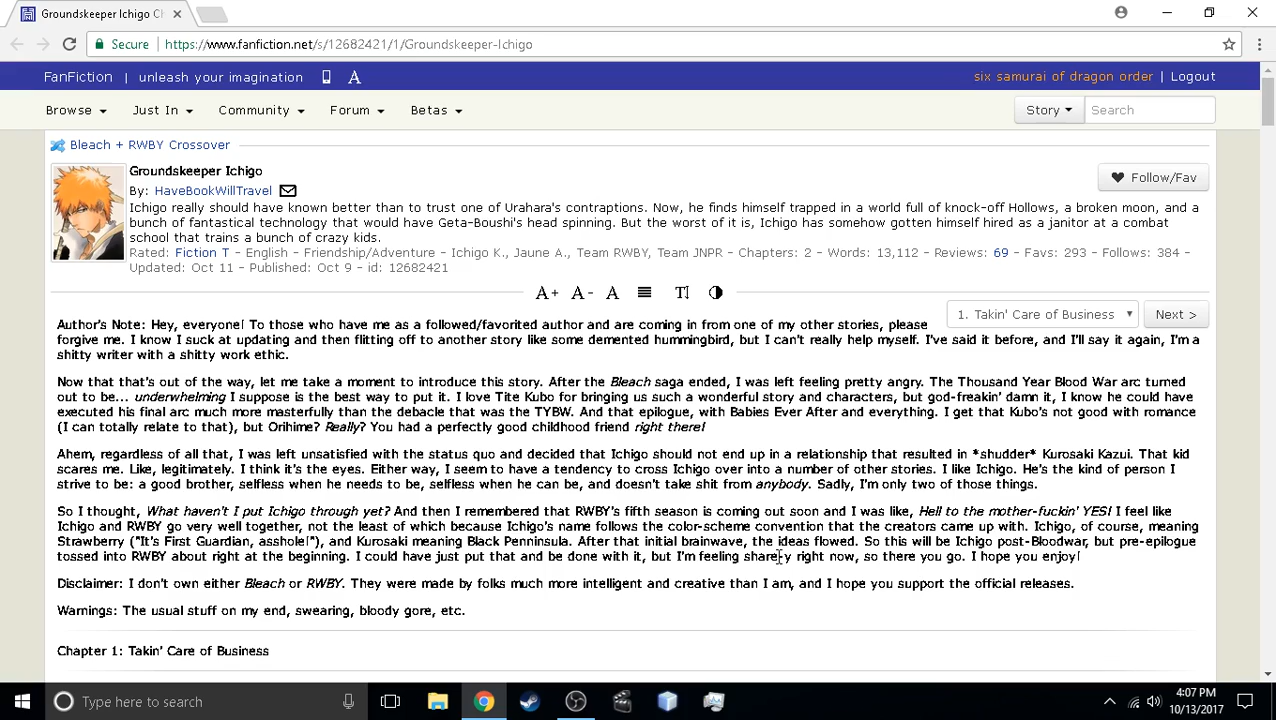 Groundskeeper Ichigo Ch
Secure
https://www.fanfiction.net/s/12682421/1/Groundskeeper-Ichigo
FanFiction | unleash your imagination
six samurai of dragon order | Logout
Browse Just In Community Forum Betas
Story Search
Bleach + RWBY Crossover
Groundskeeper Ichigo
Follow/Fav
By: HaveBookWillTravel
Ichigo really should have known better than to trust one of Urahara's contraptions. Now, he finds himself trapped in a world full of knock-off Hollows, a broken moon, and a
bunch of fantastical technology that would have Geta-Boushi's head spinning. But the worst of it is, Ichigo has somehow gotten himself hired as a janitor at a combat
school that trains a bunch of crazy kids.
Rated: Fiction T - English - Friendship/Adventure - Ichigo K., Jaune A., Team RWBY, Team JNPR - Chapters: 2 - Words: 13,112 - Reviews: 69 - Favs: 293 - Follows: 384 -
Updated: Oct 11 - Published: Oct 9 - id: 12682421
A+ A- A
1. Takin' Care of Business
Next >
Author's Note: Hey, everyone! To those who have me as a followed/favorited author and are coming in from one of my other stories, please
forgive me. I know I suck at updating and then flitting off to another story like some demented hummingbird, but I can't really help myself. I've said it before, and I'll say it again, I'm a
shitty writer with a shitty work ethic.
Now that that's out of the way, let me take a moment to introduce this story. After the Bleach saga ended, I was left feeling pretty angry. The Thousand Year Blood War arc turned
out to be... underwhelming I suppose is the best way to put it. I love Tite Kubo for bringing us such a wonderful story and characters, but god-freakin' damn it, I know he could have
executed his final arc much more masterfully than the debacle that was the TYBW. And that epilogue, with Babies Ever After and everything. I get that Kubo's not good with romance
(I can totally relate to that), but Orihime? Really? You had a perfectly good childhood friend right there!
Ahem, regardless of all that, I was left unsatisfied with the status quo and decided that Ichigo should not end up in a relationship that resulted in *shudder* Kurosaki Kazui. That kid
scares me. Like, legitimately. I think it's the eyes. Either way, I seem to have a tendency to cross Ichigo over into a number of other stories. I like Ichigo. He's the kind of person I
strive to be: a good brother, selfless when he needs to be, selfless when he can be, and doesn't take shit from anybody. Sadly, I'm only two of those things.
So I thought, What haven't I put Ichigo through yet? And then I remembered that RWBY's fifth season is coming out soon and I was like, Hell to the mother-fuckin' YES! I feel like
Ichigo and RWBY go very well together, not the least of which because Ichigo's name follows the color-scheme convention that the creators came up with. Ichigo, of course, meaning
Strawberry ("It's First Guardian, asshole!"), and Kurosaki meaning Black Penninsula. After that initial brainwave, the ideas flowed. So this will be Ichigo post-Bloodwar, but pre-epilogue
tossed into RWBY about right at the beginning. I could have just put that and be done with it, but I'm feeling share-y right now, so there you go. I hope you enjoy!
Disclaimer: I don't own either Bleach or RWBY. They were made by folks much more intelligent and creative than I am, and I hope you support the official releases.
Warnings: The usual stuff on my end, swearing, bloody gore, etc.
Chapter 1: Takin' Care of Business
Type here to search
4:07 PM
10/13/2017